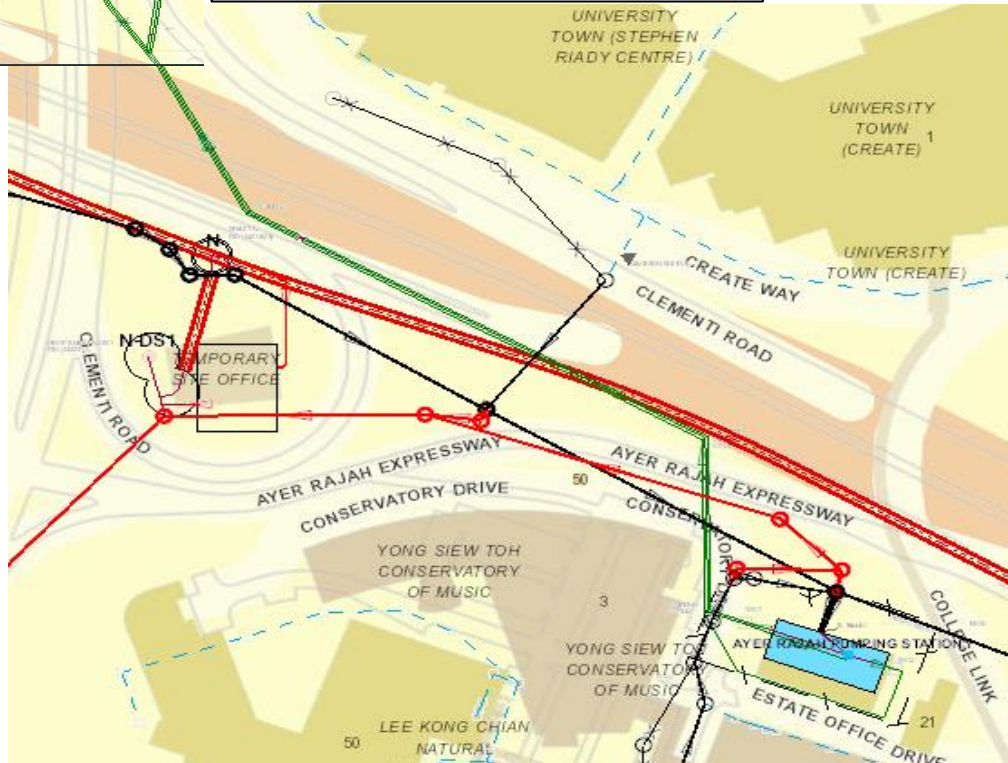 UNIVERSITY
TOWN (STEPHEN
RIADY CENTRE)
UNIVERSITY
TOWN
(CREATE)
1
UNIVERSITY
TOWN (CREATE)
CREATE WAY
CLEMENTI ROAD
N
N-DS1
TEMPORARY
SITE OFFICE
CLEMENTI ROAD
AYER RAJAH EXPRESSWAY
AYER RAJAH EXPRESSWAY
50
CONSERVATORY DRIVE
YONG SIEW TOH
CONSERVATORY
OF MUSIC
3
YONG SIEW TOH
CONSERVATORY
OF MUSIC
AYER RAJAH PUMPING STATION
COLLEGE LINK
ESTATE OFFICE DRIVE
21
50
LEE KONG CHIAN
NATURAL